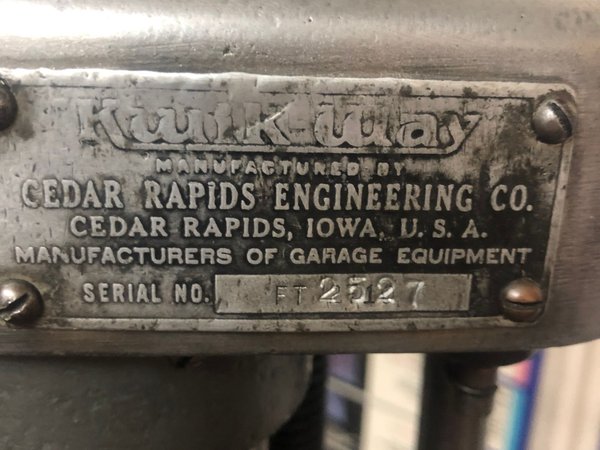 Kwik-Way
MANUFACTURED BY
CEDAR RAPIDS ENGINEERING CO.
CEDAR RAPIDS, IOWA, U. S. A.
MANUFACTURERS OF GARAGE EQUIPMENT
SERIAL NO. FT 2527